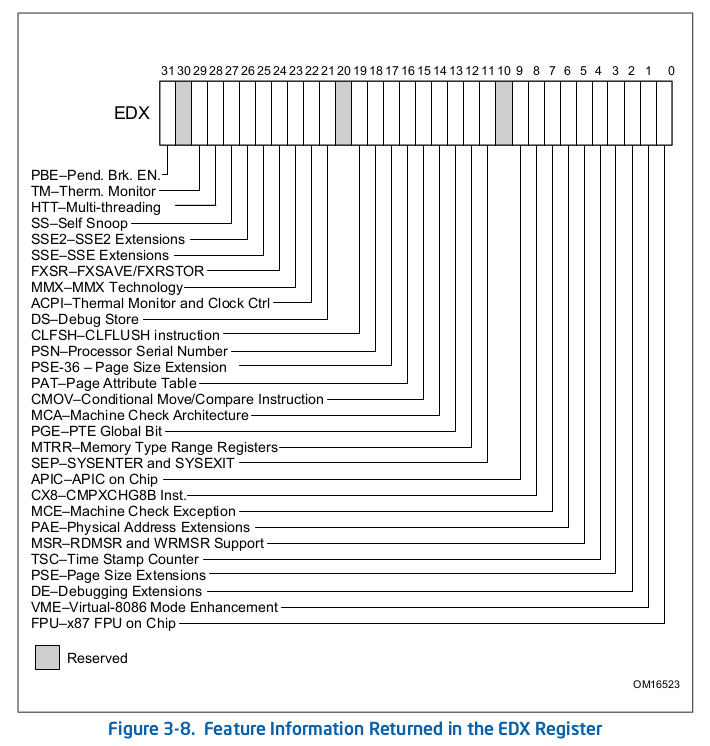 31 30 29 28 27 26 25 24 23 22 21 20 19 18 17 16 15 14 13 12 11 10 9 8 7 6 5 4 3 2 1 0
EDX
PBE–Pend. Brk. EN.
TM–Therm. Monitor
HTT–Multi-threading
SS–Self Snoop
SSE2–SSE2 Extensions
SSE–SSE Extensions
FXSR–FXSAVE/FXRSTOR
MMX–MMX Technology
ACPI–Thermal Monitor and Clock Ctrl
DS–Debug Store
CLFSH–CLFLUSH instruction
PSN–Processor Serial Number
PSE-36 – Page Size Extension
PAT–Page Attribute Table
CMOV–Conditional Move/Compare Instruction
MCA–Machine Check Architecture
PGE–PTE Global Bit
MTRR–Memory Type Range Registers
SEP–SYSENTER and SYSEXIT
APIC–APIC on Chip
CX8–CMPXCHG8B Inst.
MCE–Machine Check Exception
PAE–Physical Address Extensions
MSR–RDMSR and WRMSR Support
TSC–Time Stamp Counter
PSE–Page Size Extensions
DE–Debugging Extensions
VME–Virtual-8086 Mode Enhancement
FPU–x87 FPU on Chip
Reserved
OM16523
Figure 3-8. Feature Information Returned in the EDX Register